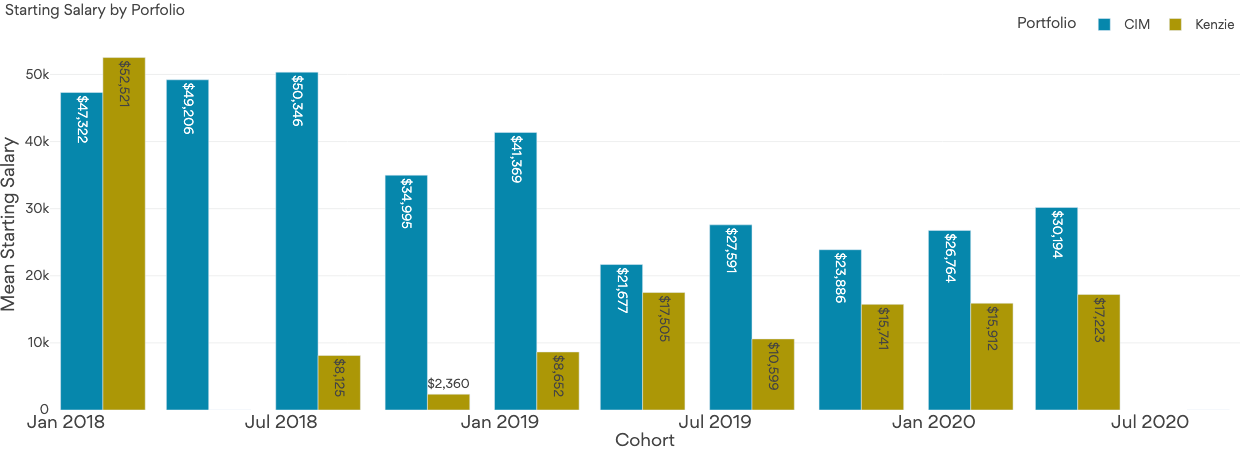 Starting Salary by Porfolio
Portfolio CIM Kenzie
Mean Starting Salary
50k
40k
30k
20k
10k
0
$47,322
$52,521
$49,206
$50,346
$8,125
$34,995
$2,360
$41,369
$8,652
$21,677
$17,505
$27,591
$10,599
$23,886
$15,741
$26,764
$15,912
$30,194
$17,223
Jan 2018 Jul 2018 Jan 2019 Jul 2019 Jan 2020 Jul 2020
Cohort